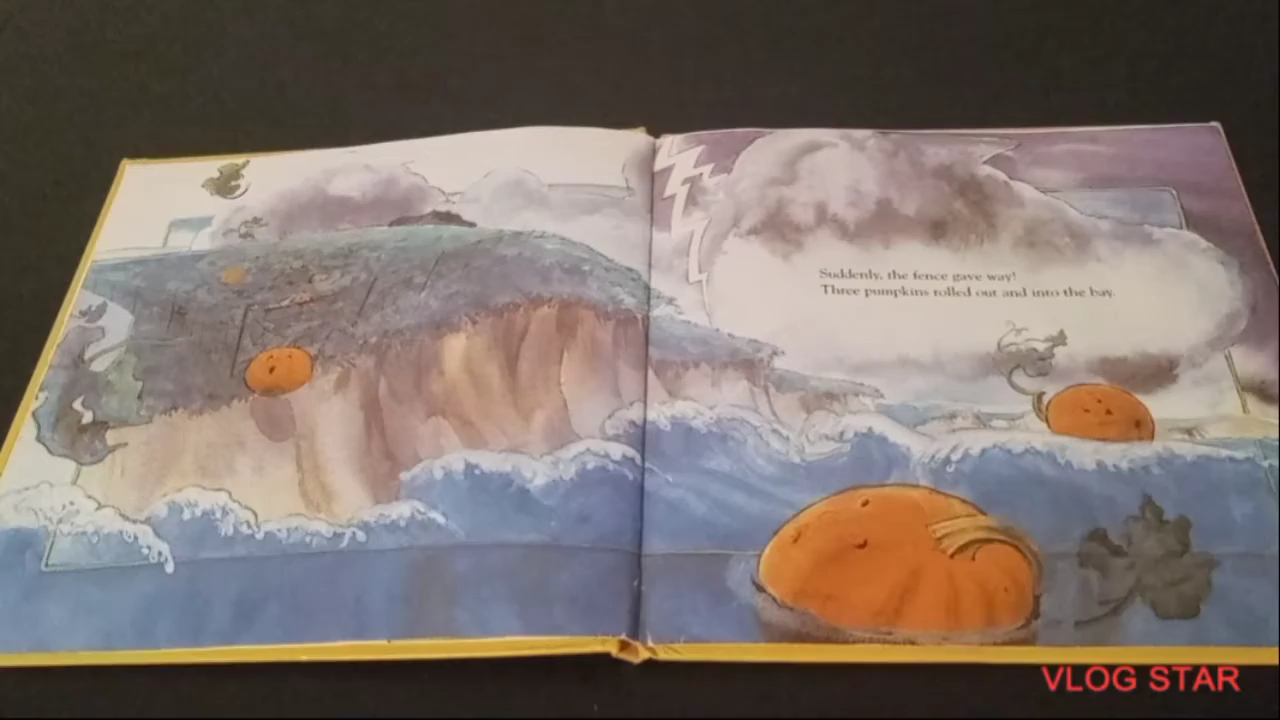 Suddenly, the fence gave way!
Three pumpkins rolled out and into the bay.
VLOG STAR